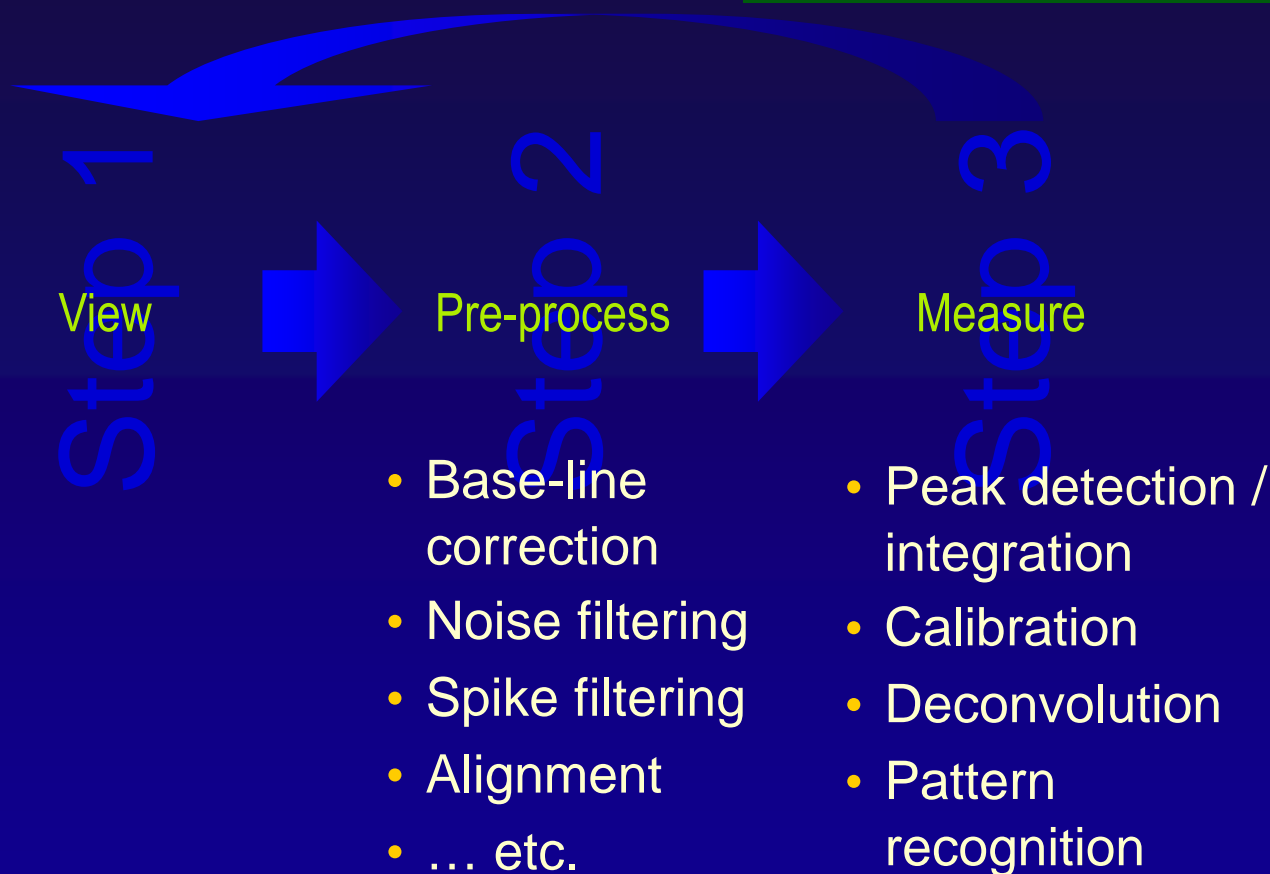 Step 1
View
Step 2
Pre-process
• Base-line
correction
• Noise filtering
• Spike filtering
• Alignment
• … etc.
Step 3
Measure
• Peak detection /
integration
• Calibration
• Deconvolution
• Pattern
recognition